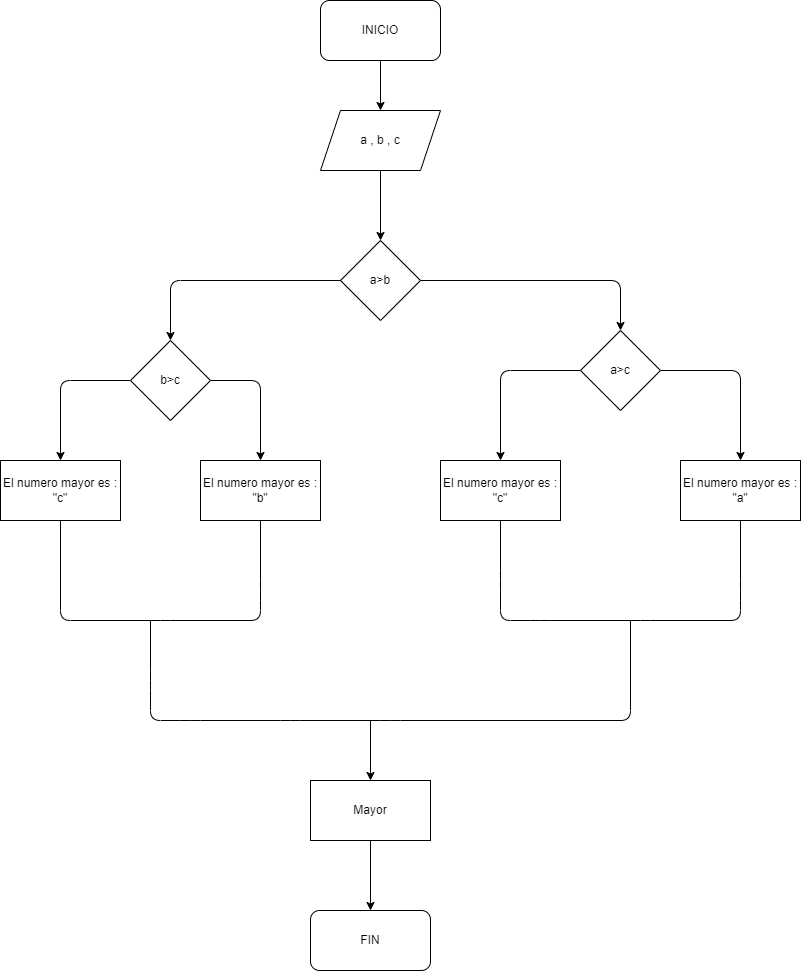 INICIO
a , b , c
a>b
b>c
a>c
El numero mayor es :
"c"
El numero mayor es :
"b"
El numero mayor es :
"c"
El numero mayor es :
"a"
Mayor
FIN